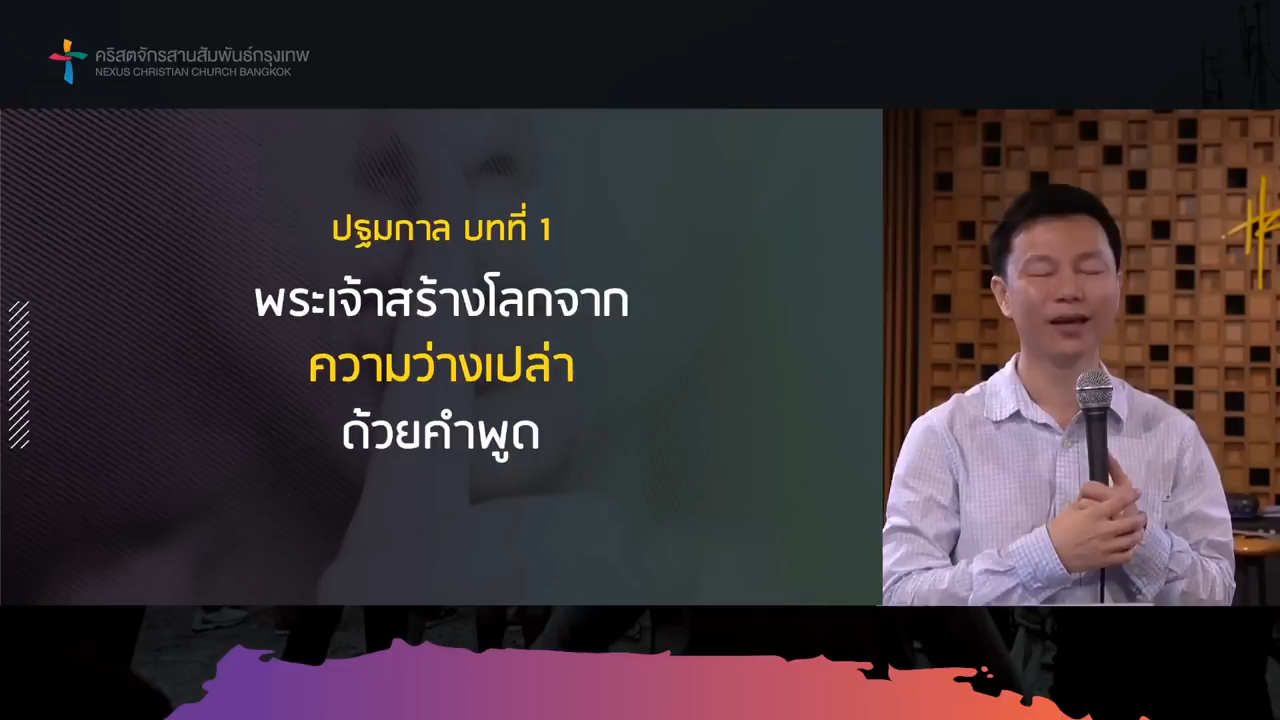 คริสตจักรสานสัมพันธ์กรุงเทพ
NEXUS CHRISTIAN CHURCH BANGKOK
ปฐมกาล บทที่ 1
พระเจ้าสร้างโลกจาก
ความว่างเปล่า
ด้วยคำพูด